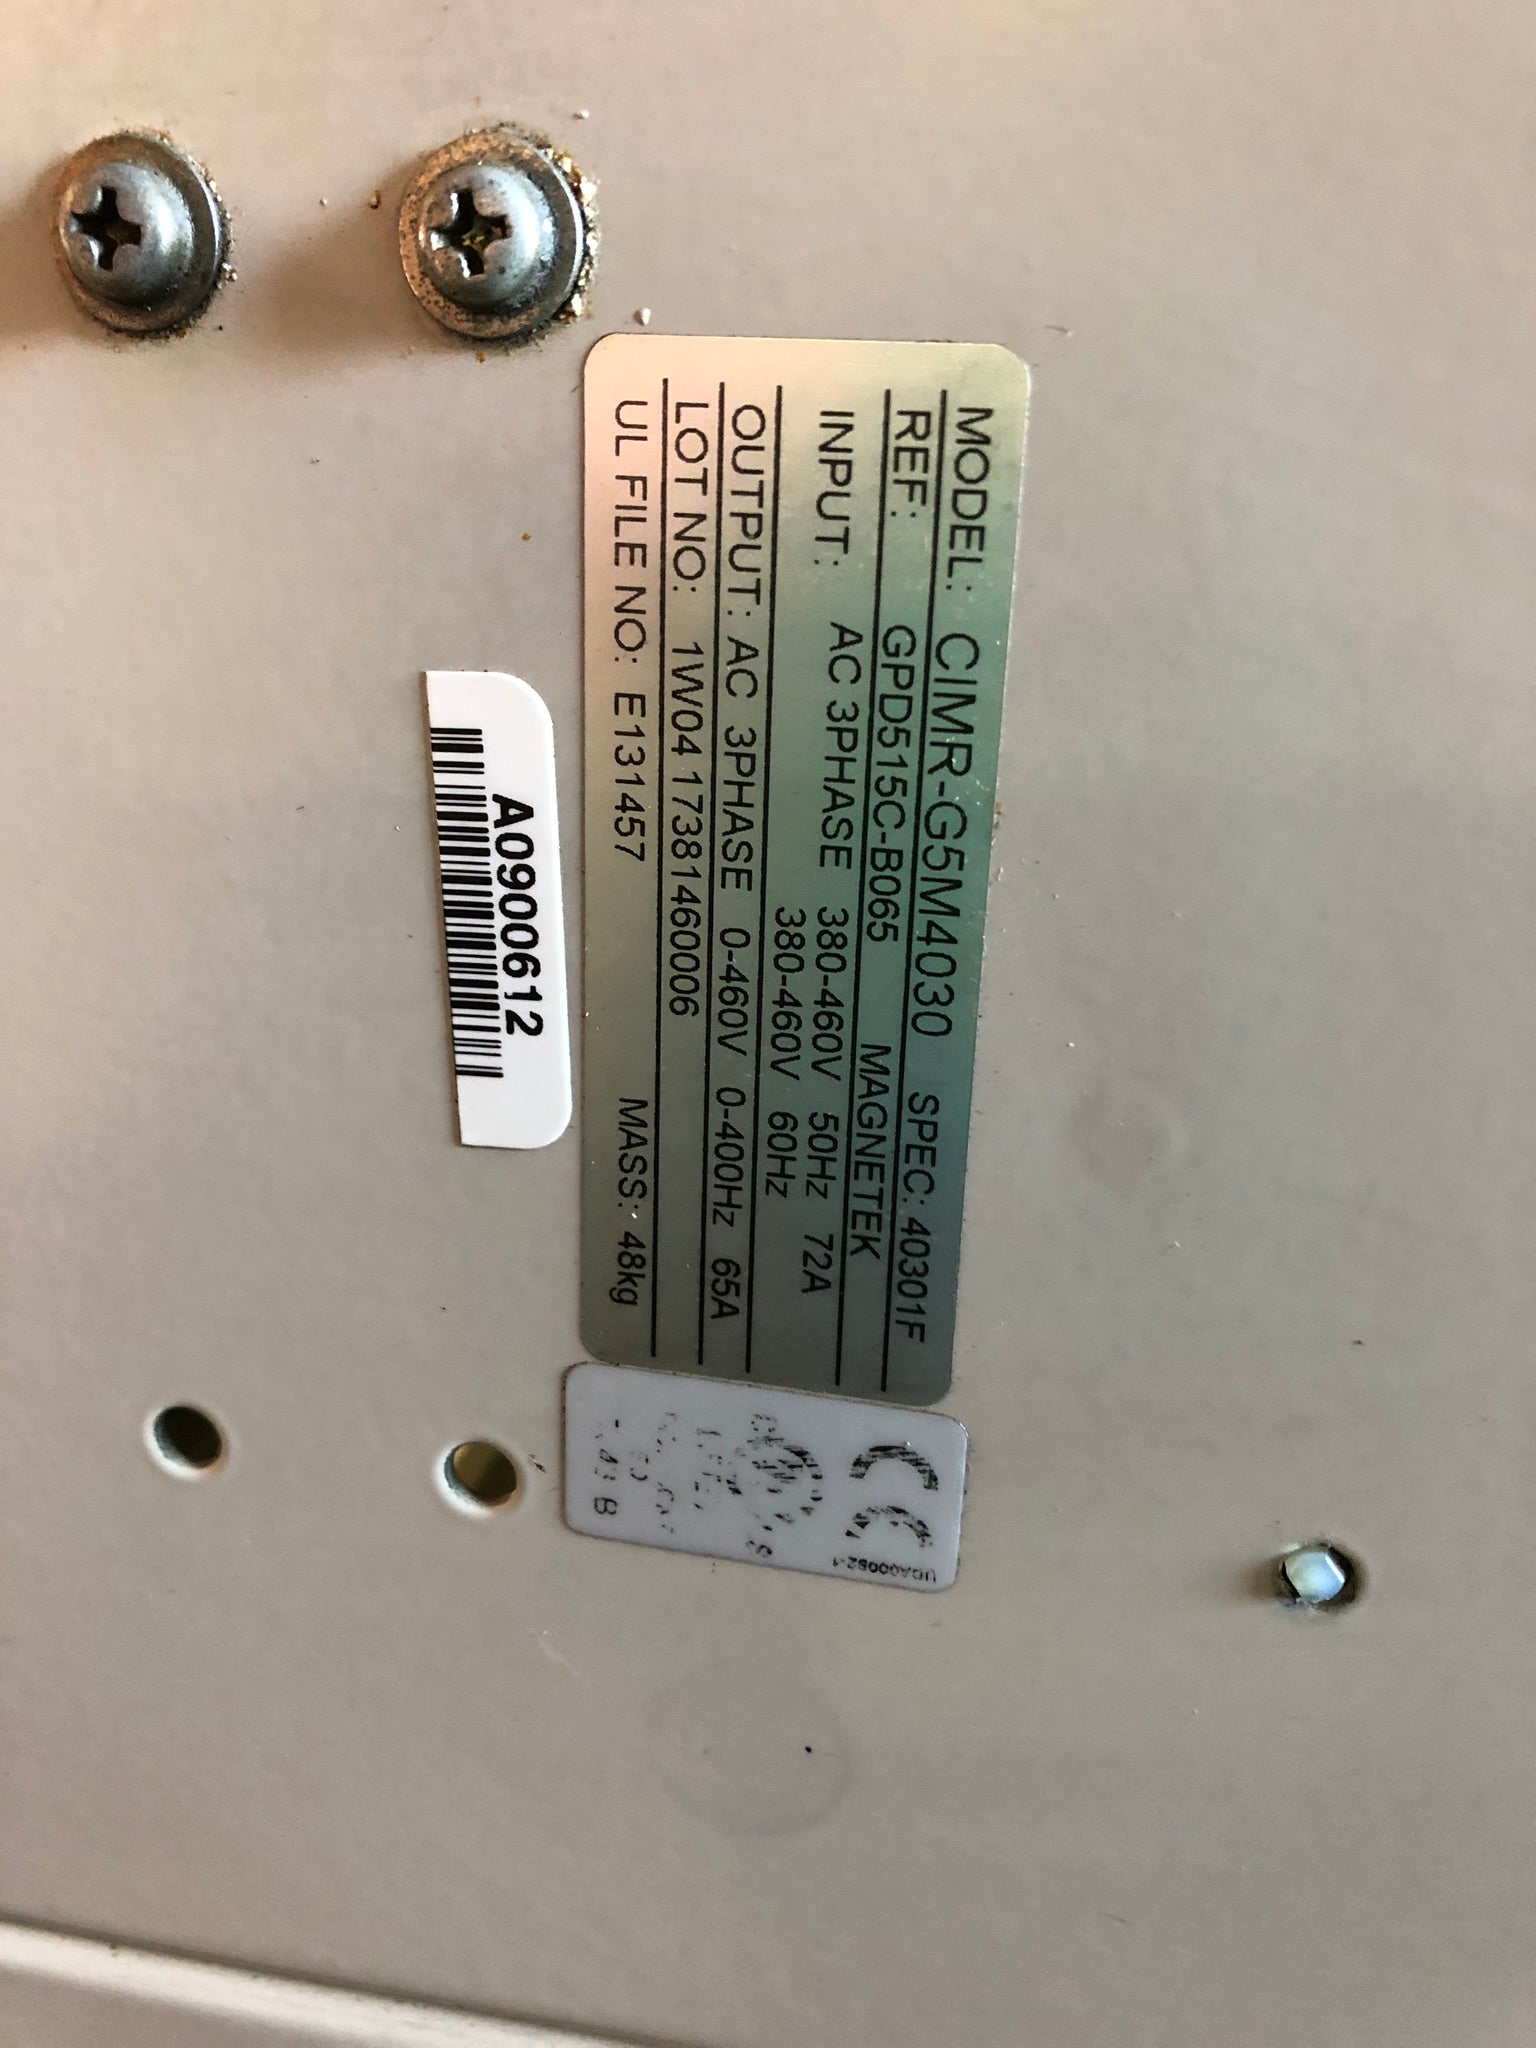 MODEL: CIMR-G5M4030 SPEC: 40301F
REF: GPD515C-B065 MAGNETEK
INPUT: AC 3PHASE 380-460V 50Hz 72A
380-460V 60Hz
OUTPUT: AC 3PHASE 0-460V 0-400Hz 65A
LOT NO: 1W04 17381460006
UL FILE NO: E131457 MASS: 48kg
A0900612
CE